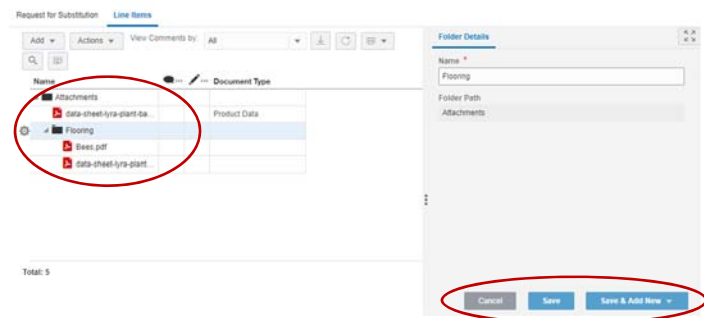 Request for Substitution Line Items
Add Actions View Comments by: All
Name Document Type
Attachments
data-sheet-lyra-plant-ba... Product Data
Flooring
Bees.pdf
data-sheet-lyra-plant...
Total: 5
Folder Details
Name *
Flooring
Folder Path
Attachments
Cancel Save Save & Add New